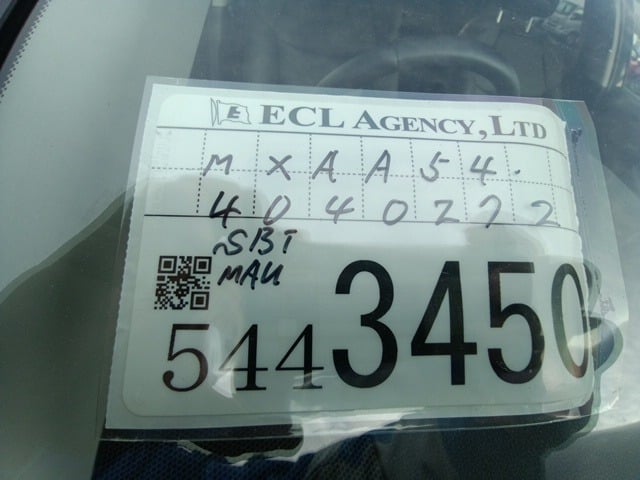 E ECL AGENCY, LTD
MXAA54
4040272
SBT
MAU
5443450